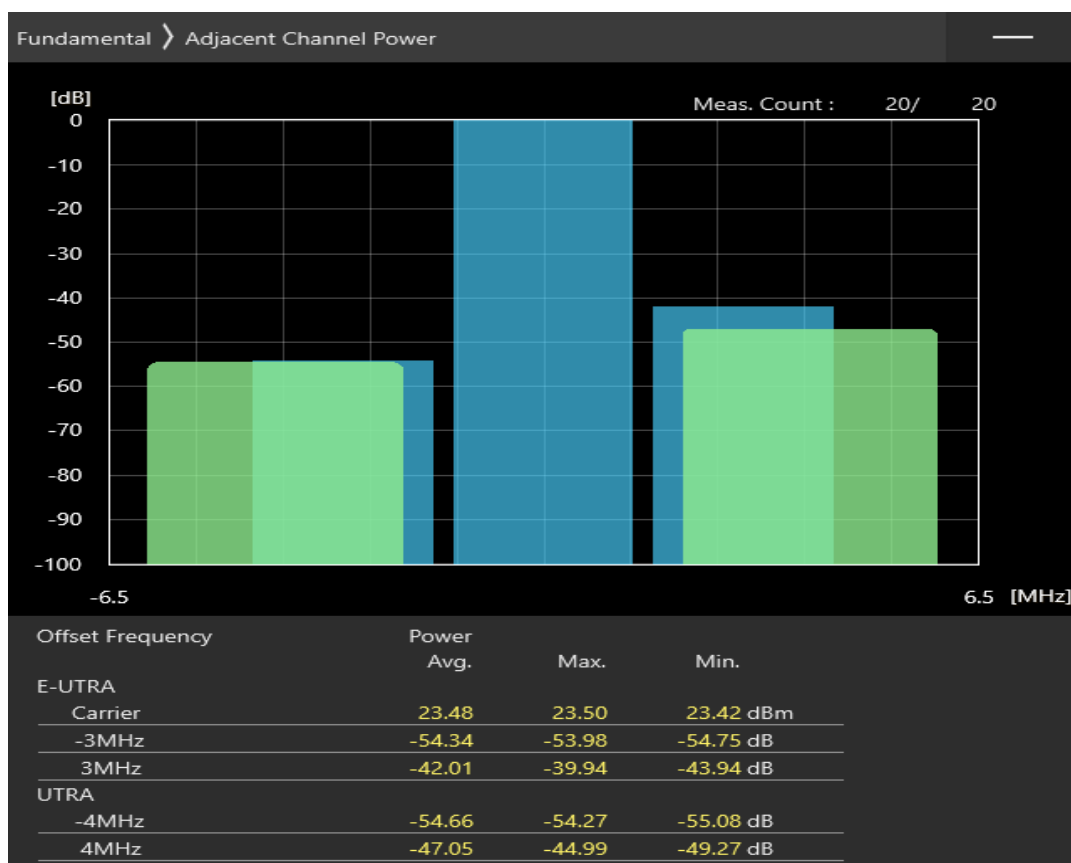 Fundamental ❯ Adjacent Channel Power
[dB]
Meas. Count : 20/ 20
0
-10
-20
-30
-40
-50
-60
-70
-80
-90
-100
-6.5 6.5 [MHz]
Offset Frequency Power
Avg. Max. Min.
E-UTRA
Carrier 23.48 23.50 23.42 dBm
-3MHz -54.34 -53.98 -54.75 dB
3MHz -42.01 -39.94 -43.94 dB
UTRA
-4MHz -54.66 -54.27 -55.08 dB
4MHz -47.05 -44.99 -49.27 dB